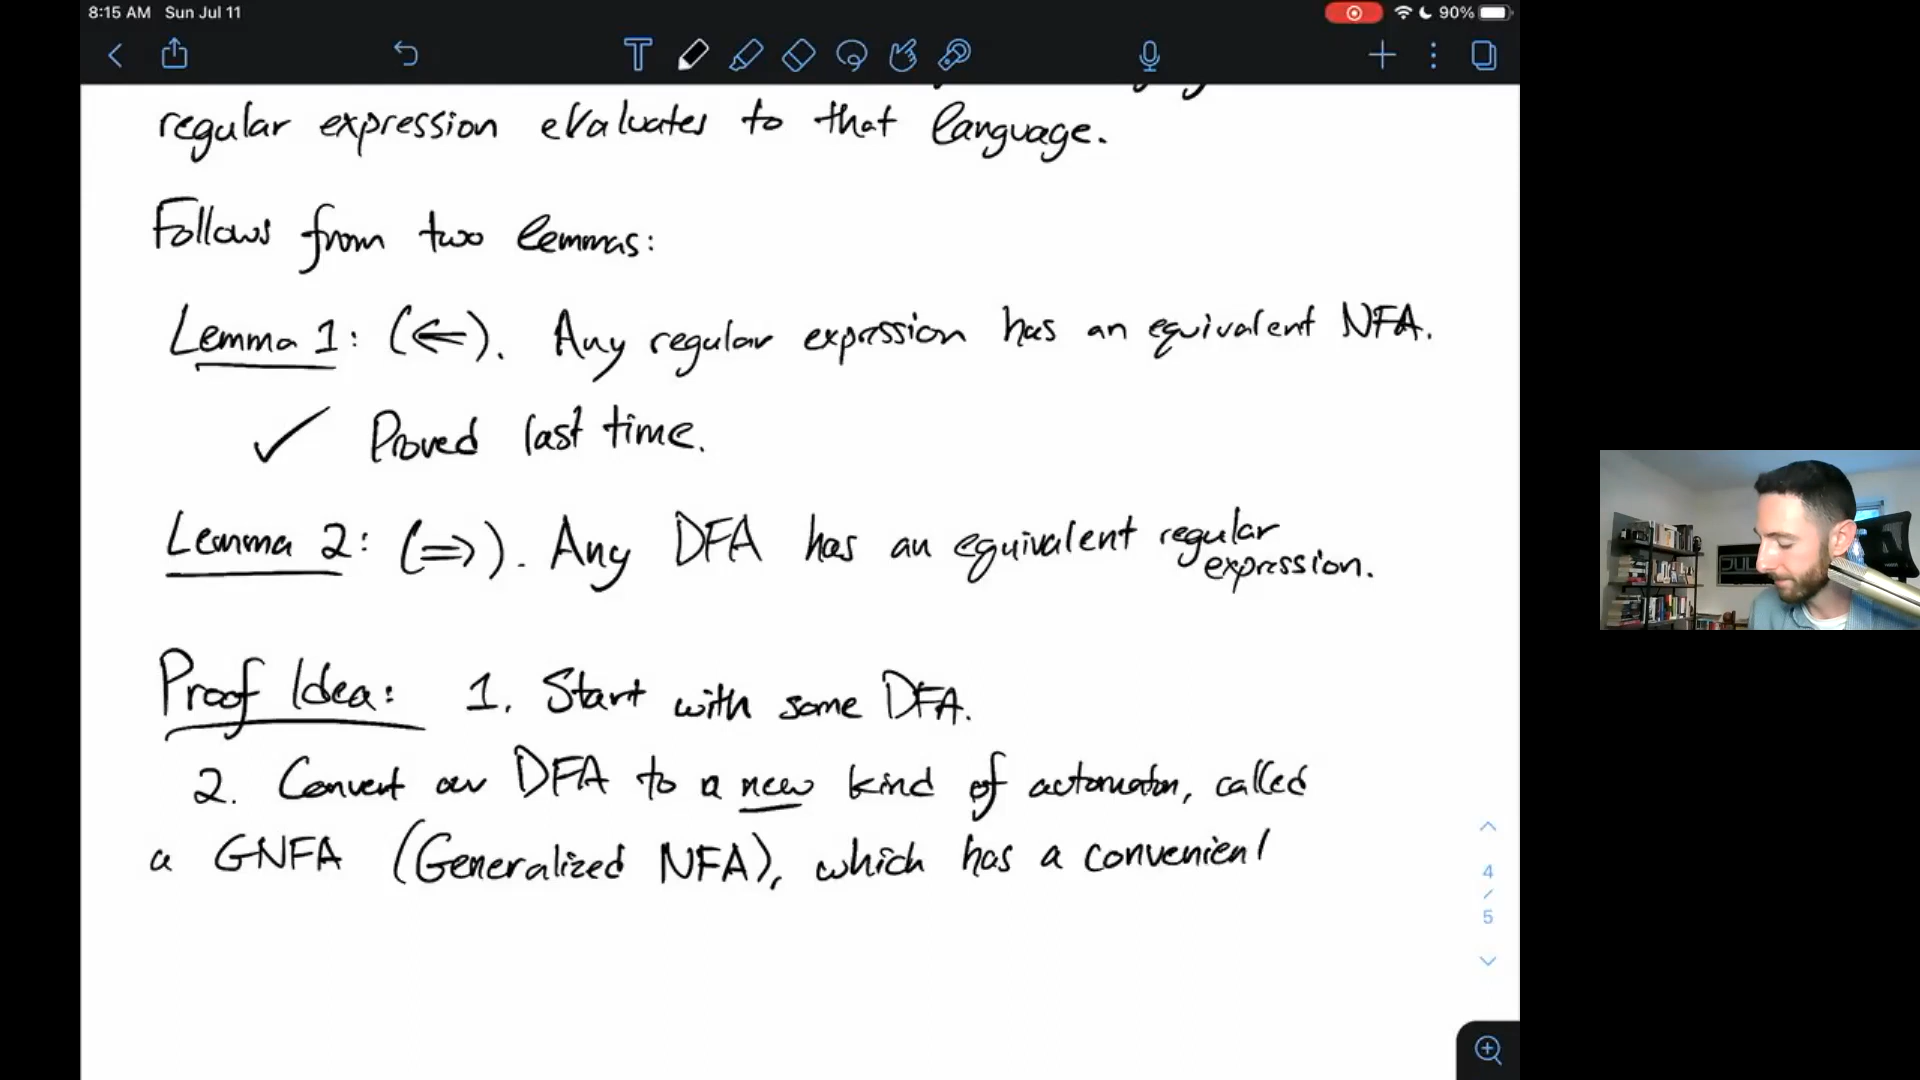 8:15 AM Sun Jul 11
90%
regular expression evaluates to that language.
Follows from two lemmas:
Lemma 1: (⇐). Any regular expression has an equivalent NFA.
✓ Proved last time.
Lemma 2: (⇒). Any DFA has an equivalent regular
expression.
Proof Idea: 1. Start with some DFA.
2. Convert our DFA to a new kind of automaton, called
a GNFA (Generalized NFA), which has a convenient
4
/
5